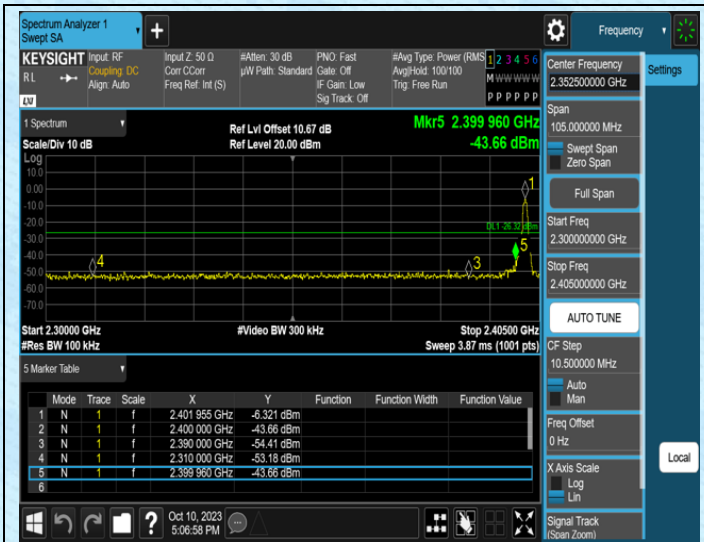 Spectrum Analyzer 1
Swept SA
+
Frequency
KEYSIGHT
RL
LXI
Input: RF
Coupling: DC
Align: Auto
Input Z: 50 Ω
Corr CCorr
Freq Ref: Int (S)
#Atten: 30 dB
µW Path: Standard
PNO: Fast
Gate: Off
IF Gain: Low
Sig Track: Off
#Avg Type: Power (RMS
Avg|Hold: 100/100
Trig: Free Run
1 2 3 4 5 6
M W W W W W
P P P P P P
1 Spectrum
Scale/Div 10 dB
Ref Lvl Offset 10.67 dB
Ref Level 20.00 dBm
Mkr5 2.399 960 GHz
-43.66 dBm
Log
10.0
0.00
-10.0
-20.0
-30.0
-40.0
-50.0
-60.0
-70.0
1
DL1 -26.32 dBm
5
3
4
Start 2.30000 GHz
#Res BW 100 kHz
#Video BW 300 kHz
Stop 2.40500 GHz
Sweep 3.87 ms (1001 pts)
5 Marker Table
Mode Trace Scale X Y Function Function Width Function Value
1 N 1 f 2.401 955 GHz -6.321 dBm
2 N 1 f 2.400 000 GHz -43.66 dBm
3 N 1 f 2.390 000 GHz -54.41 dBm
4 N 1 f 2.310 000 GHz -53.18 dBm
5 N 1 f 2.399 960 GHz -43.66 dBm
6
?
Oct 10, 2023
5:06:58 PM
Center Frequency
2.352500000 GHz
Settings
Span
105.000000 MHz
Swept Span
Zero Span
Full Span
Start Freq
2.300000000 GHz
Stop Freq
2.405000000 GHz
AUTO TUNE
CF Step
10.500000 MHz
Auto
Man
Freq Offset
0 Hz
X Axis Scale
Log
Lin
Local
Signal Track
(Span Zoom)